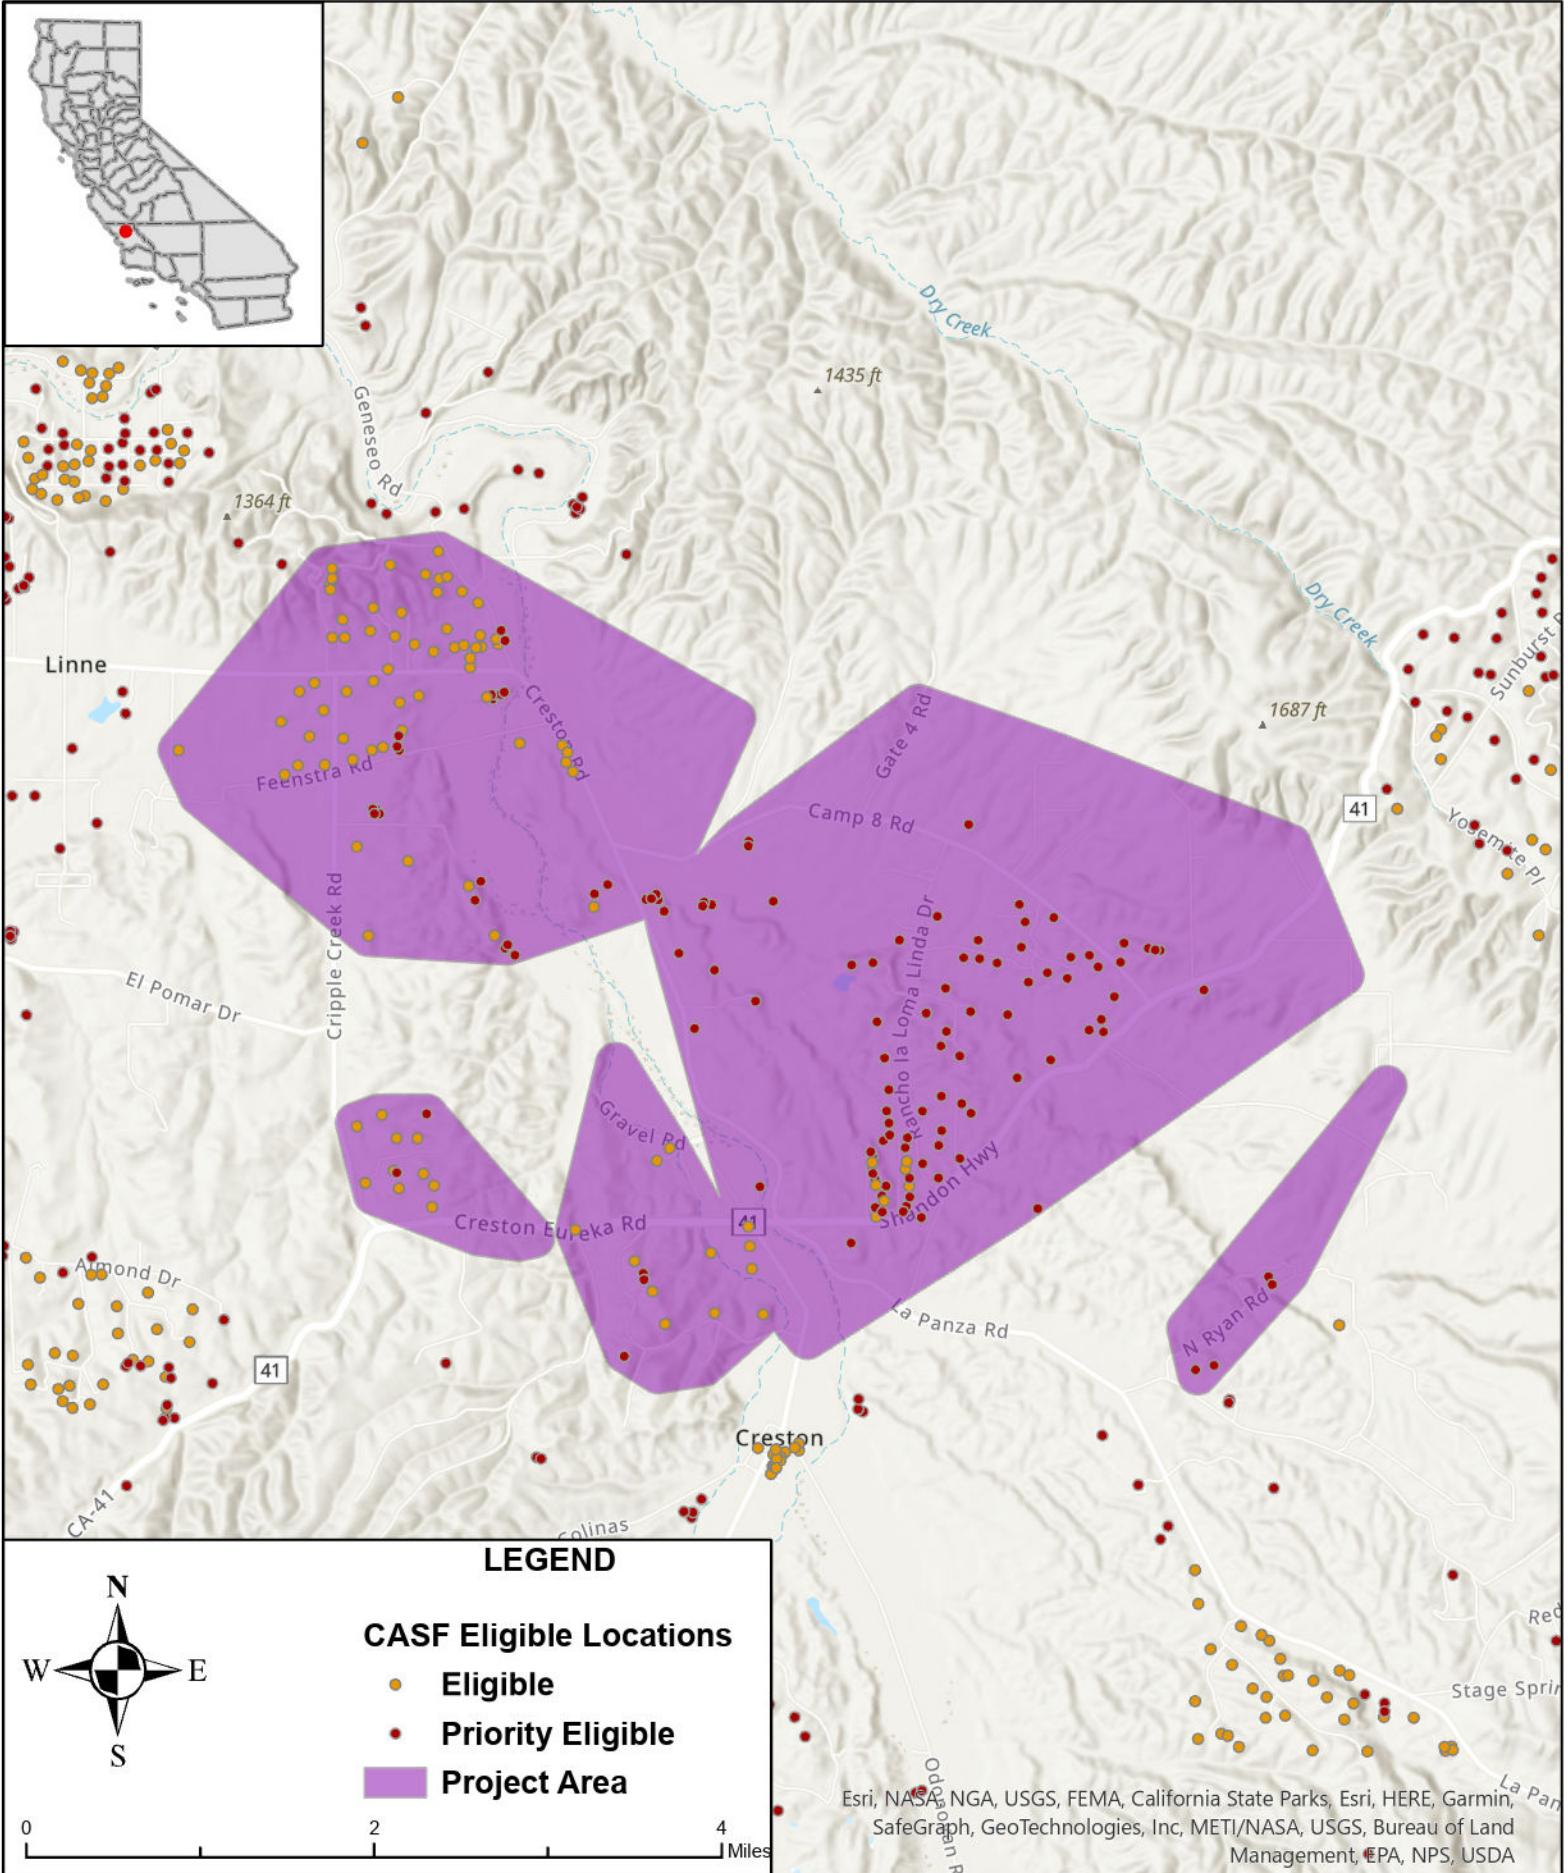 Dry Creek
1435 ft
Geneseo Rd
1364 ft
Dry Creek
Sunburst
Linne
1687 ft
Creston Rd
Gate 4 Rd
Feenstra Rd
Camp 8 Rd
41
Yosemite Pl
Cripple Creek Rd
Rancho la Loma Linda Dr
El Pomar Dr
Gravel Rd
Shandon Hwy
Creston Eureka Rd
41
Almond Dr
La Panza Rd
N Ryan Rd
41
Creston
CA-41
Colinas
LEGEND
N
W
E
S
CASF Eligible Locations
Eligible
Priority Eligible
Project Area
0
2
4
Miles
Red
Stage Sprin
La Pan
Odonovan R
Esri, NASA, NGA, USGS, FEMA, California State Parks, Esri, HERE, Garmin,
SafeGraph, GeoTechnologies, Inc, METI/NASA, USGS, Bureau of Land
Management, EPA, NPS, USDA